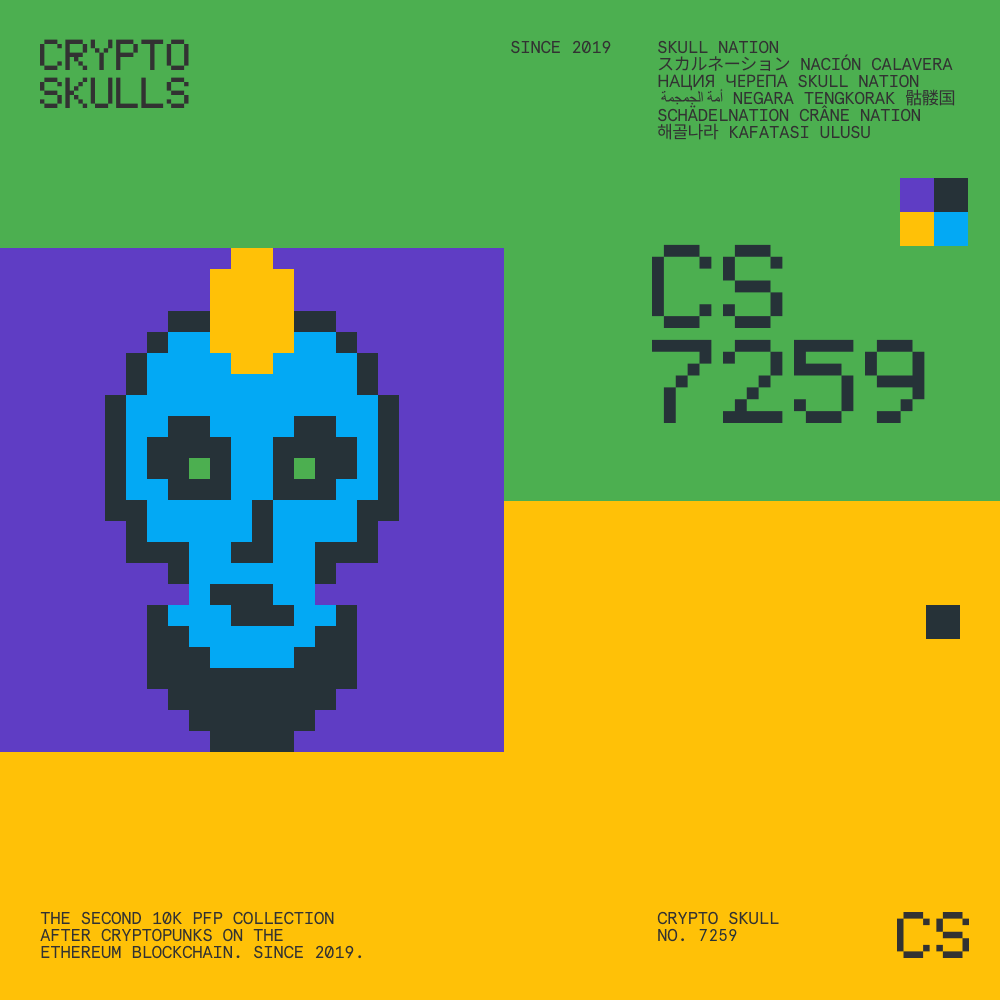 CRYPTO
SKULLS
SINCE 2019
SKULL NATION
スカルネーション NACIÓN CALAVERA
НАЦИЯ ЧЕРЕПА SKULL NATION
أمة الجمجمة NEGARA TENGKORAK 骷髅国
SCHÄDELNATION CRÂNE NATION
해골나라 KAFATASI ULUSU
CS
7259
THE SECOND 10K PFP COLLECTION
AFTER CRYPTOPUNKS ON THE
ETHEREUM BLOCKCHAIN. SINCE 2019.
CRYPTO SKULL
NO. 7259
CS